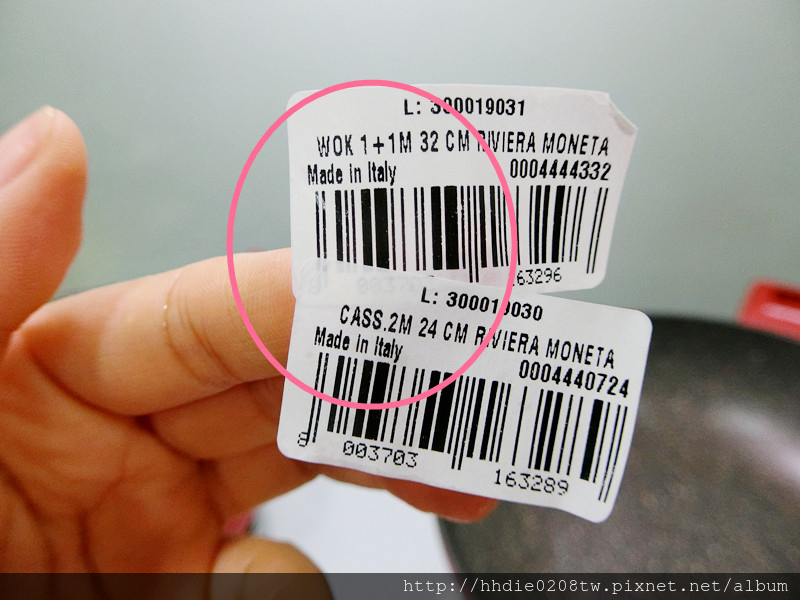 L: 300019031
WOK 1+1M 32 CM RIVIERA MONETA
Made in Italy
0004444332
163296
L: 300019030
CASS.2M 24 CM RIVIERA MONETA
Made in Italy
0004440724
8 003703 163289
http://hhdie0208tw.pixnet.net/album